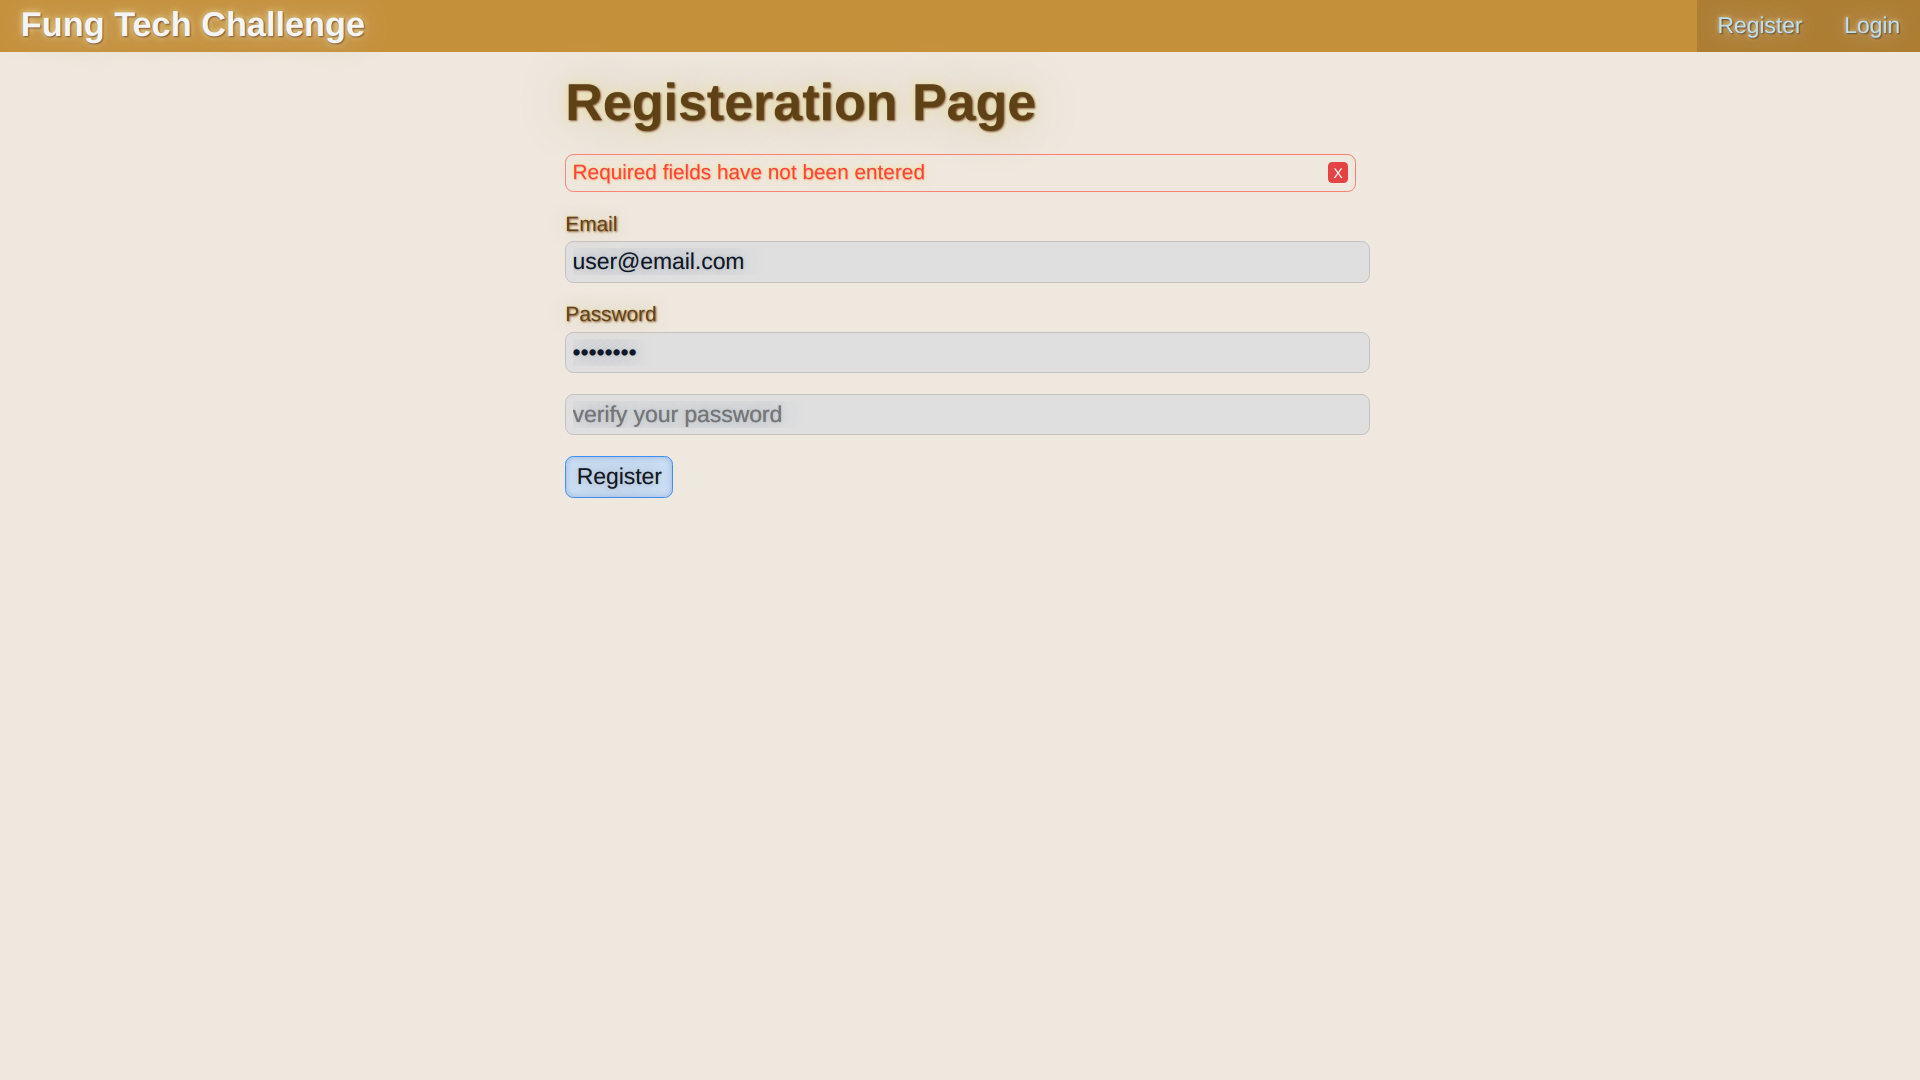 Fung Tech Challenge
Register
Login
Registeration Page
Required fields have not been entered
X
Email
user@email.com
Password
••••••••
verify your password
Register